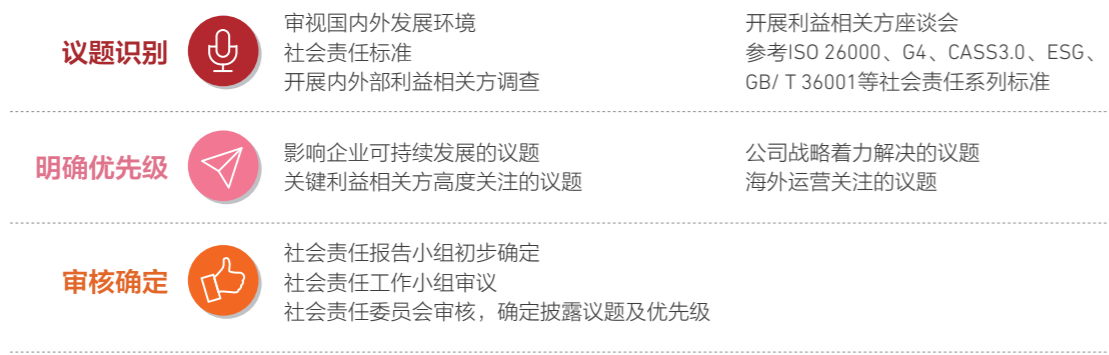 议题识别
审视国内外发展环境
社会责任标准
开展内外部利益相关方调查
开展利益相关方座谈会
参考ISO 26000、G4、CASS3.0、ESG、
GB/ T 36001等社会责任系列标准
明确优先级
影响企业可持续发展的议题
关键利益相关方高度关注的议题
公司战略着力解决的议题
海外运营关注的议题
审核确定
社会责任报告小组初步确定
社会责任工作小组审议
社会责任委员会审核，确定披露议题及优先级